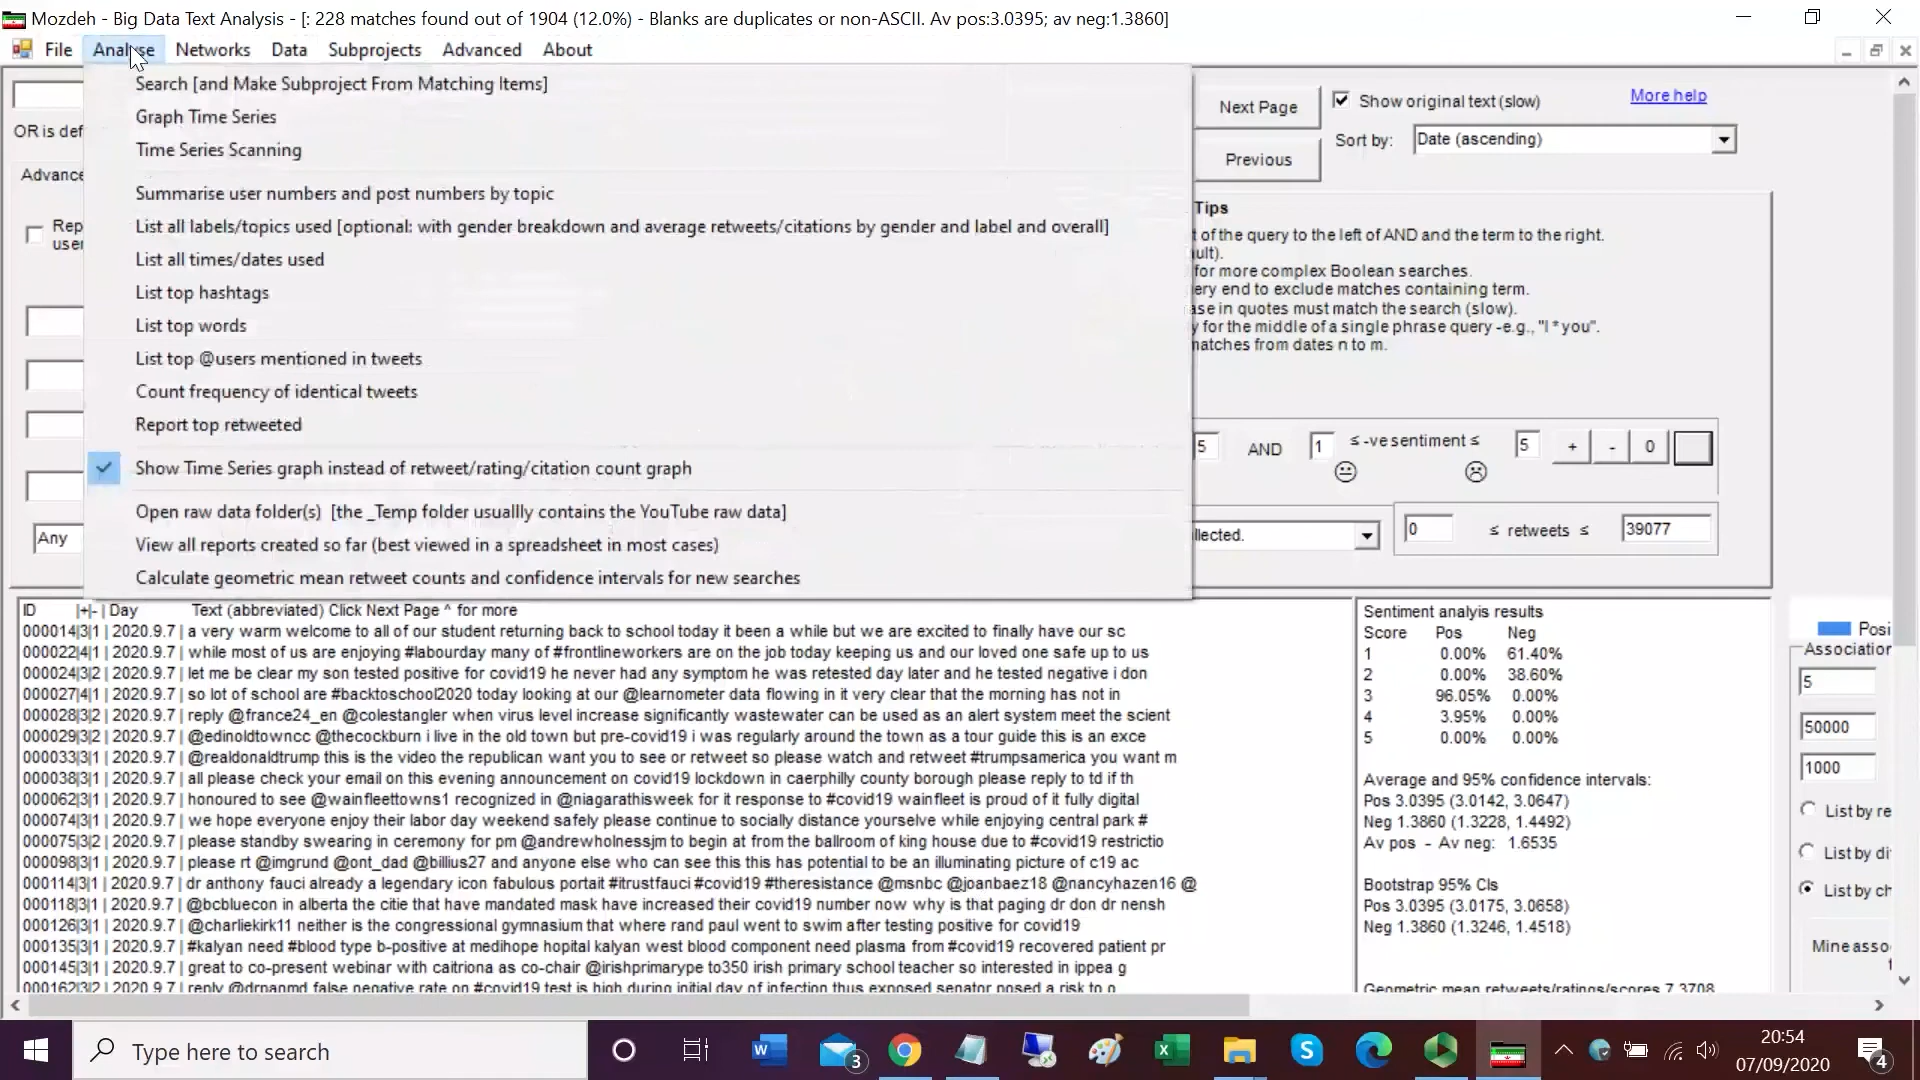 Mozdeh - Big Data Text Analysis - [: 228 matches found out of 1904 (12.0%) - Blanks are duplicates or non-ASCII. Av pos:3.0395; av neg:1.3860]
File Analyse Networks Data Subprojects Advanced About
Search [and Make Subproject From Matching Items]
Graph Time Series
Time Series Scanning
Summarise user numbers and post numbers by topic
List all labels/topics used [optional: with gender breakdown and average retweets/citations by gender and label and overall]
List all times/dates used
List top hashtags
List top words
List top @users mentioned in tweets
Count frequency of identical tweets
Report top retweeted
Show Time Series graph instead of retweet/rating/citation count graph
Open raw data folder(s) [the _Temp folder usuallly contains the YouTube raw data]
View all reports created so far (best viewed in a spreadsheet in most cases)
Calculate geometric mean retweet counts and confidence intervals for new searches
OR is def
Advance
Rep
user
Any
Next Page
Show original text (slow)
More help
Previous
Sort by:
Date (ascending)
Tips
t of the query to the left of AND and the term to the right.
ult).
for more complex Boolean searches.
ery end to exclude matches containing term.
ase in quotes must match the search (slow).
y for the middle of a single phrase query -e.g., "I * you".
matches from dates n to m.
5 AND 1 ≤ -ve sentiment ≤ 5 + - 0
llected.
0 ≤ retweets ≤ 39077
ID |+|- | Day Text (abbreviated) Click Next Page ^ for more
000014|3|1 | 2020.9.7 | a very warm welcome to all of our student returning back to school today it been a while but we are excited to finally have our sc
000022|4|1 | 2020.9.7 | while most of us are enjoying #labourday many of #frontlineworkers are on the job today keeping us and our loved one safe up to us
000024|3|2 | 2020.9.7 | let me be clear my son tested positive for covid19 he never had any symptom he was retested day later and he tested negative i don
000027|4|1 | 2020.9.7 | so lot of school are #backtoschool2020 today looking at our @learnometer data flowing in it very clear that the morning has not in
000028|3|2 | 2020.9.7 | reply @france24_en @colestangler when virus level increase significantly wastewater can be used as an alert system meet the scient
000029|3|2 | 2020.9.7 | @edinoldtowncc @thecockburn i live in the old town but pre-covid19 i was regularly around the town as a tour guide this is an exce
000033|3|1 | 2020.9.7 | @realdonaldtrump this is the video the republican want you to see or retweet so please watch and retweet #trumpsamerica you want m
000038|3|1 | 2020.9.7 | all please check your email on this evening announcement on covid19 lockdown in caerphilly county borough please reply to td if th
000062|3|1 | 2020.9.7 | honoured to see @wainfleettowns1 recognized in @niagarathisweek for it response to #covid19 wainfleet is proud of it fully digital
000074|3|1 | 2020.9.7 | we hope everyone enjoy their labor day weekend safely please continue to socially distance yourselve while enjoying central park #
000075|3|2 | 2020.9.7 | please standby swearing in ceremony for pm @andrewholnessjm to begin at from the ballroom of king house due to #covid19 restrictio
000098|3|1 | 2020.9.7 | please rt @imgrund @ont_dad @billius27 and anyone else who can see this this has potential to be an illuminating picture of c19 ac
000114|3|1 | 2020.9.7 | dr anthony fauci already a legendary icon fabulous portait #itrustfauci #covid19 #theresistance @msnbc @joanbaez18 @nancyhazen16 @
000118|3|1 | 2020.9.7 | @bcbluecon in alberta the citie that have mandated mask have increased their covid19 number now why is that paging dr don dr nensh
000126|3|1 | 2020.9.7 | @charliekirk11 neither is the congressional gymnasium that where rand paul went to swim after testing positive for covid19
000135|3|1 | 2020.9.7 | #kalyan need #blood type b-positive at medihope hopital kalyan west blood component need plasma from #covid19 recovered patient pr
000145|3|1 | 2020.9.7 | great to co-present webinar with caitriona as co-chair @irishprimarype to350 irish primary school teacher so interested in ippea g
000162|3|2 | 2020.9.7 | reply @drpanmd false negative rate on #covid19 test is high during initial day of infection thus exposed senator posed a risk to o
Sentiment analyis results
Score Pos Neg
1 0.00% 61.40%
2 0.00% 38.60%
3 96.05% 0.00%
4 3.95% 0.00%
5 0.00% 0.00%
Average and 95% confidence intervals:
Pos 3.0395 (3.0142, 3.0647)
Neg 1.3860 (1.3228, 1.4492)
Av pos - Av neg: 1.6535
Bootstrap 95% CIs
Pos 3.0395 (3.0175, 3.0658)
Neg 1.3860 (1.3246, 1.4518)
Geometric mean retweets/ratings/scores 7.3708
Posi
Association
5
50000
1000
List by re
List by di
List by ch
Mine asso
t
Type here to search
3
20:54
07/09/2020
4